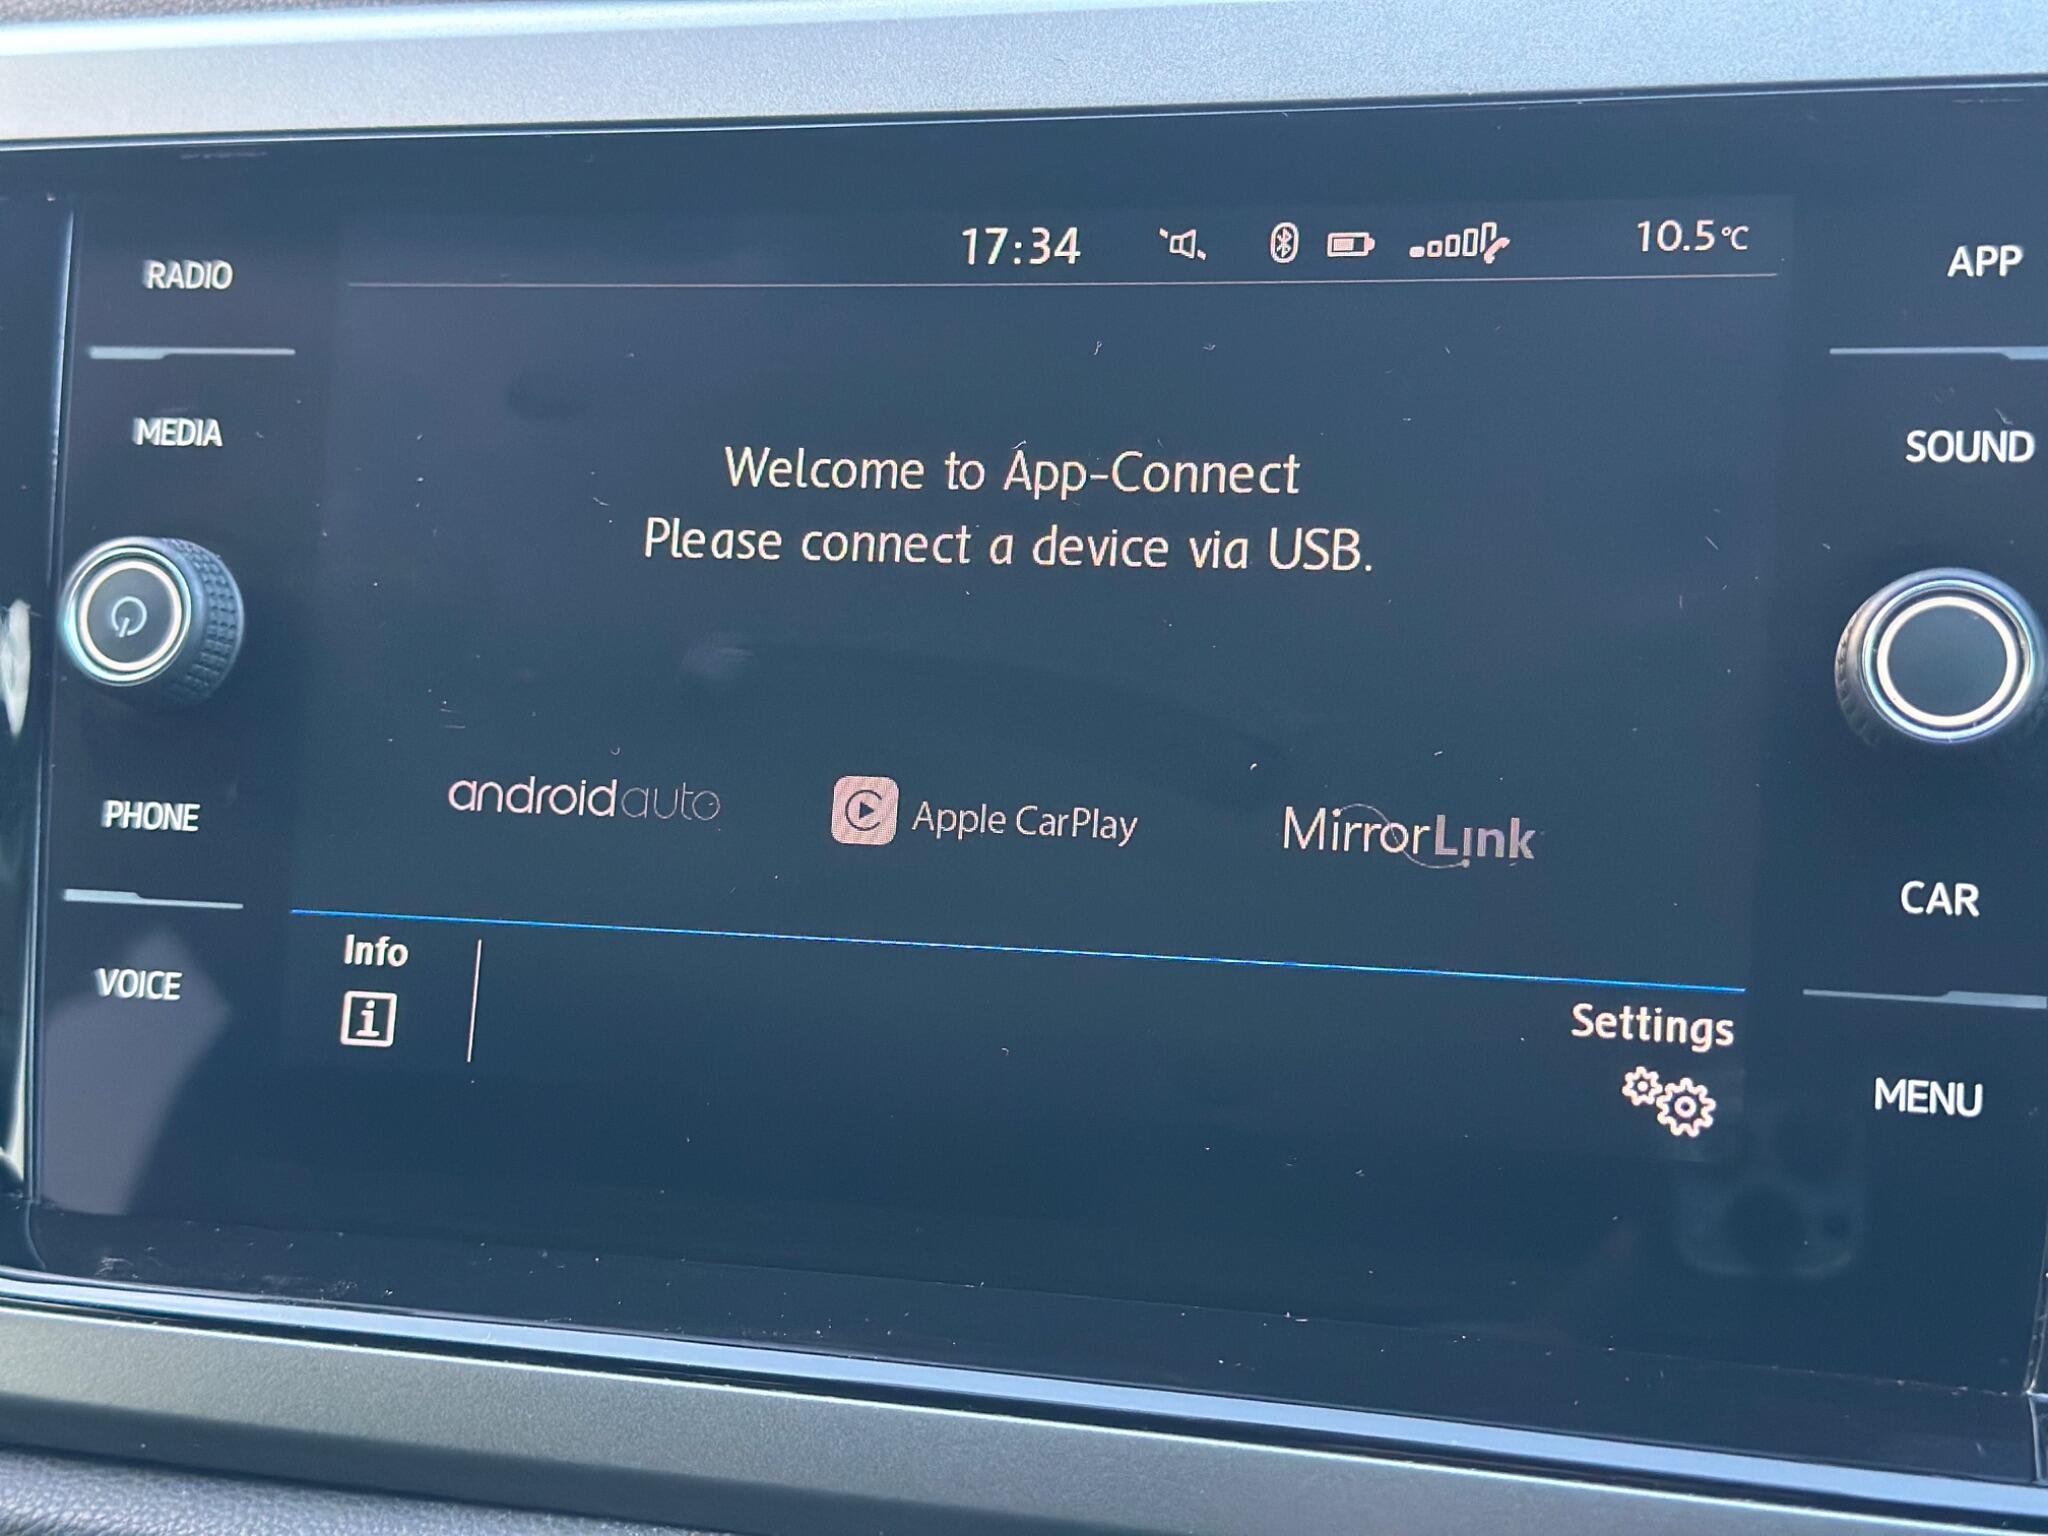 17:34
10.5°C
RADIO
MEDIA
PHONE
VOICE
Welcome to App-Connect
Please connect a device via USB.
androidauto
Apple CarPlay
MirrorLink
Info
i
Settings
APP
SOUND
CAR
MENU